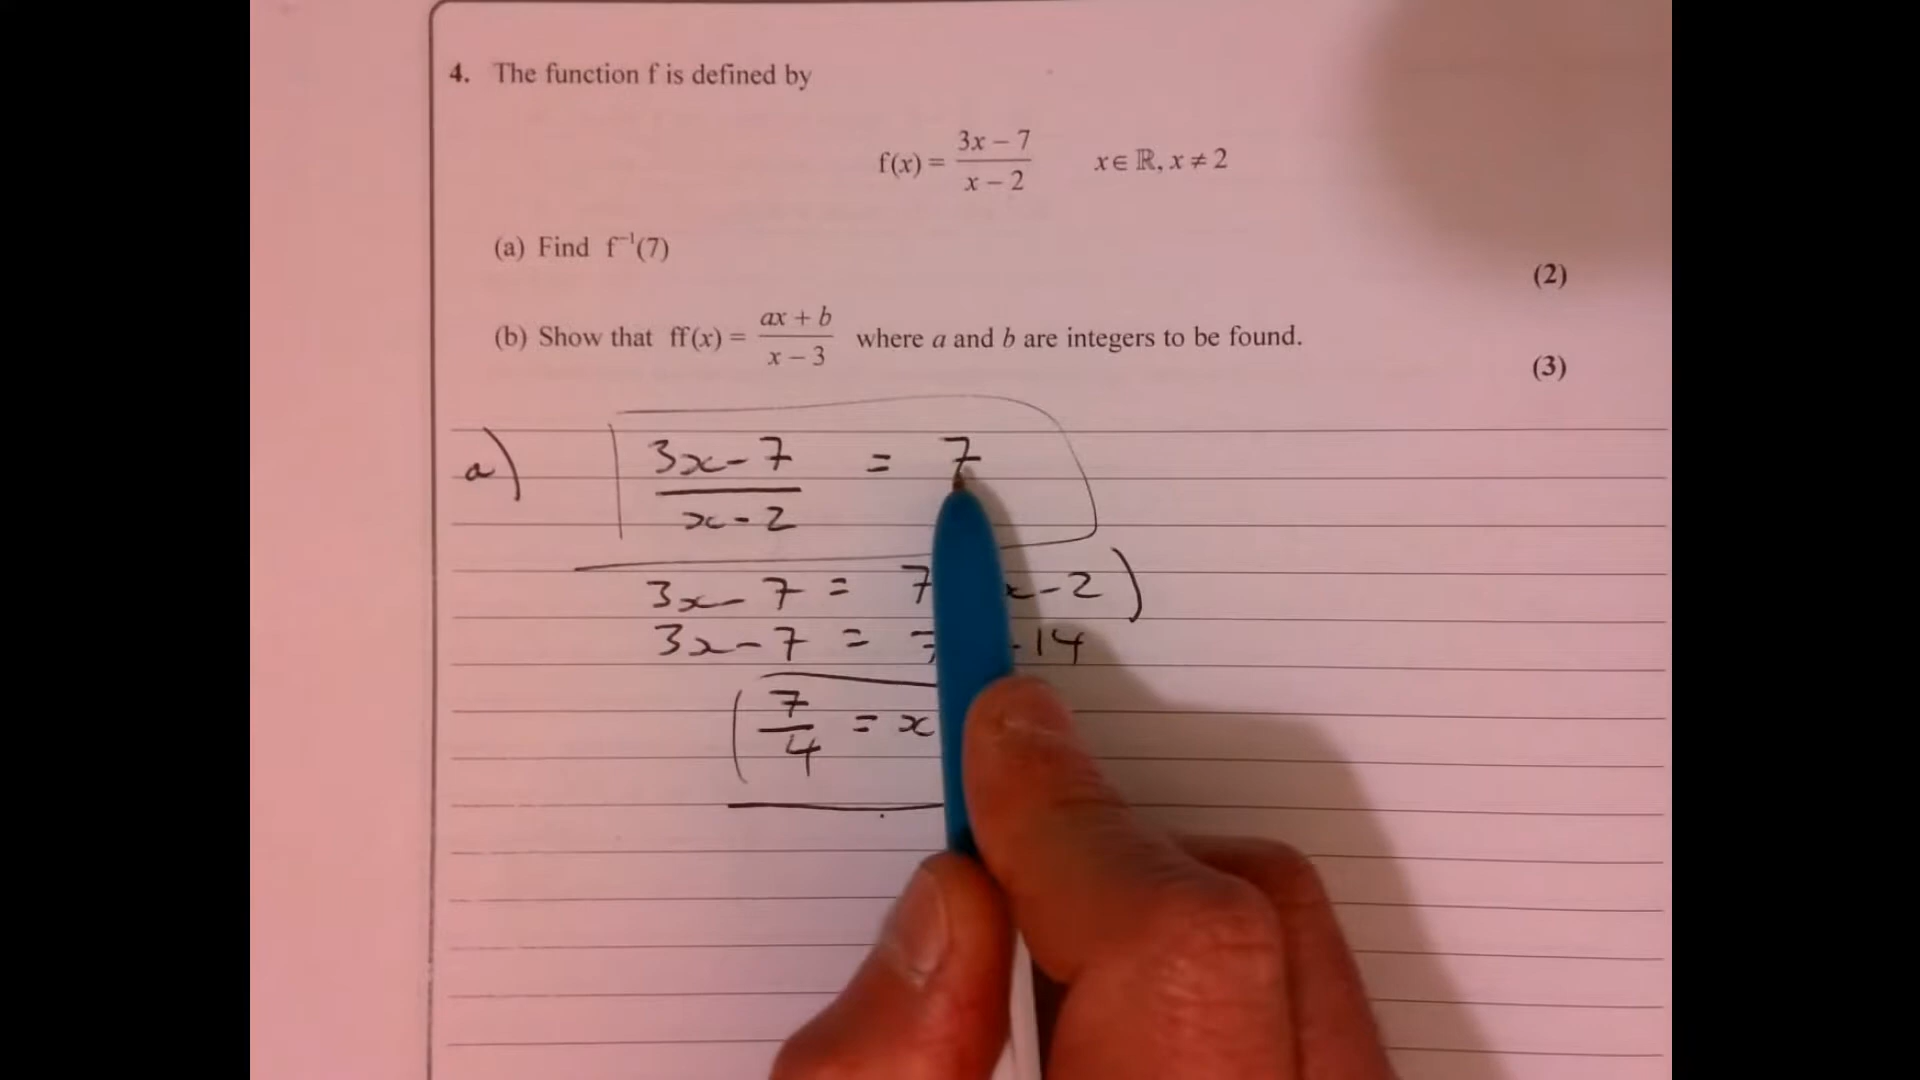 4. The function f is defined by
f(x) = (3x − 7)/(x − 2) x ∈ ℝ, x ≠ 2
(a) Find f⁻¹(7)
(2)
(b) Show that ff(x) = (ax + b)/(x − 3) where a and b are integers to be found.
(3)
a) (3x − 7)/(x − 2) = 7
3x − 7 = 7 x − 2)
3x − 7 = − 14
7/4 = x